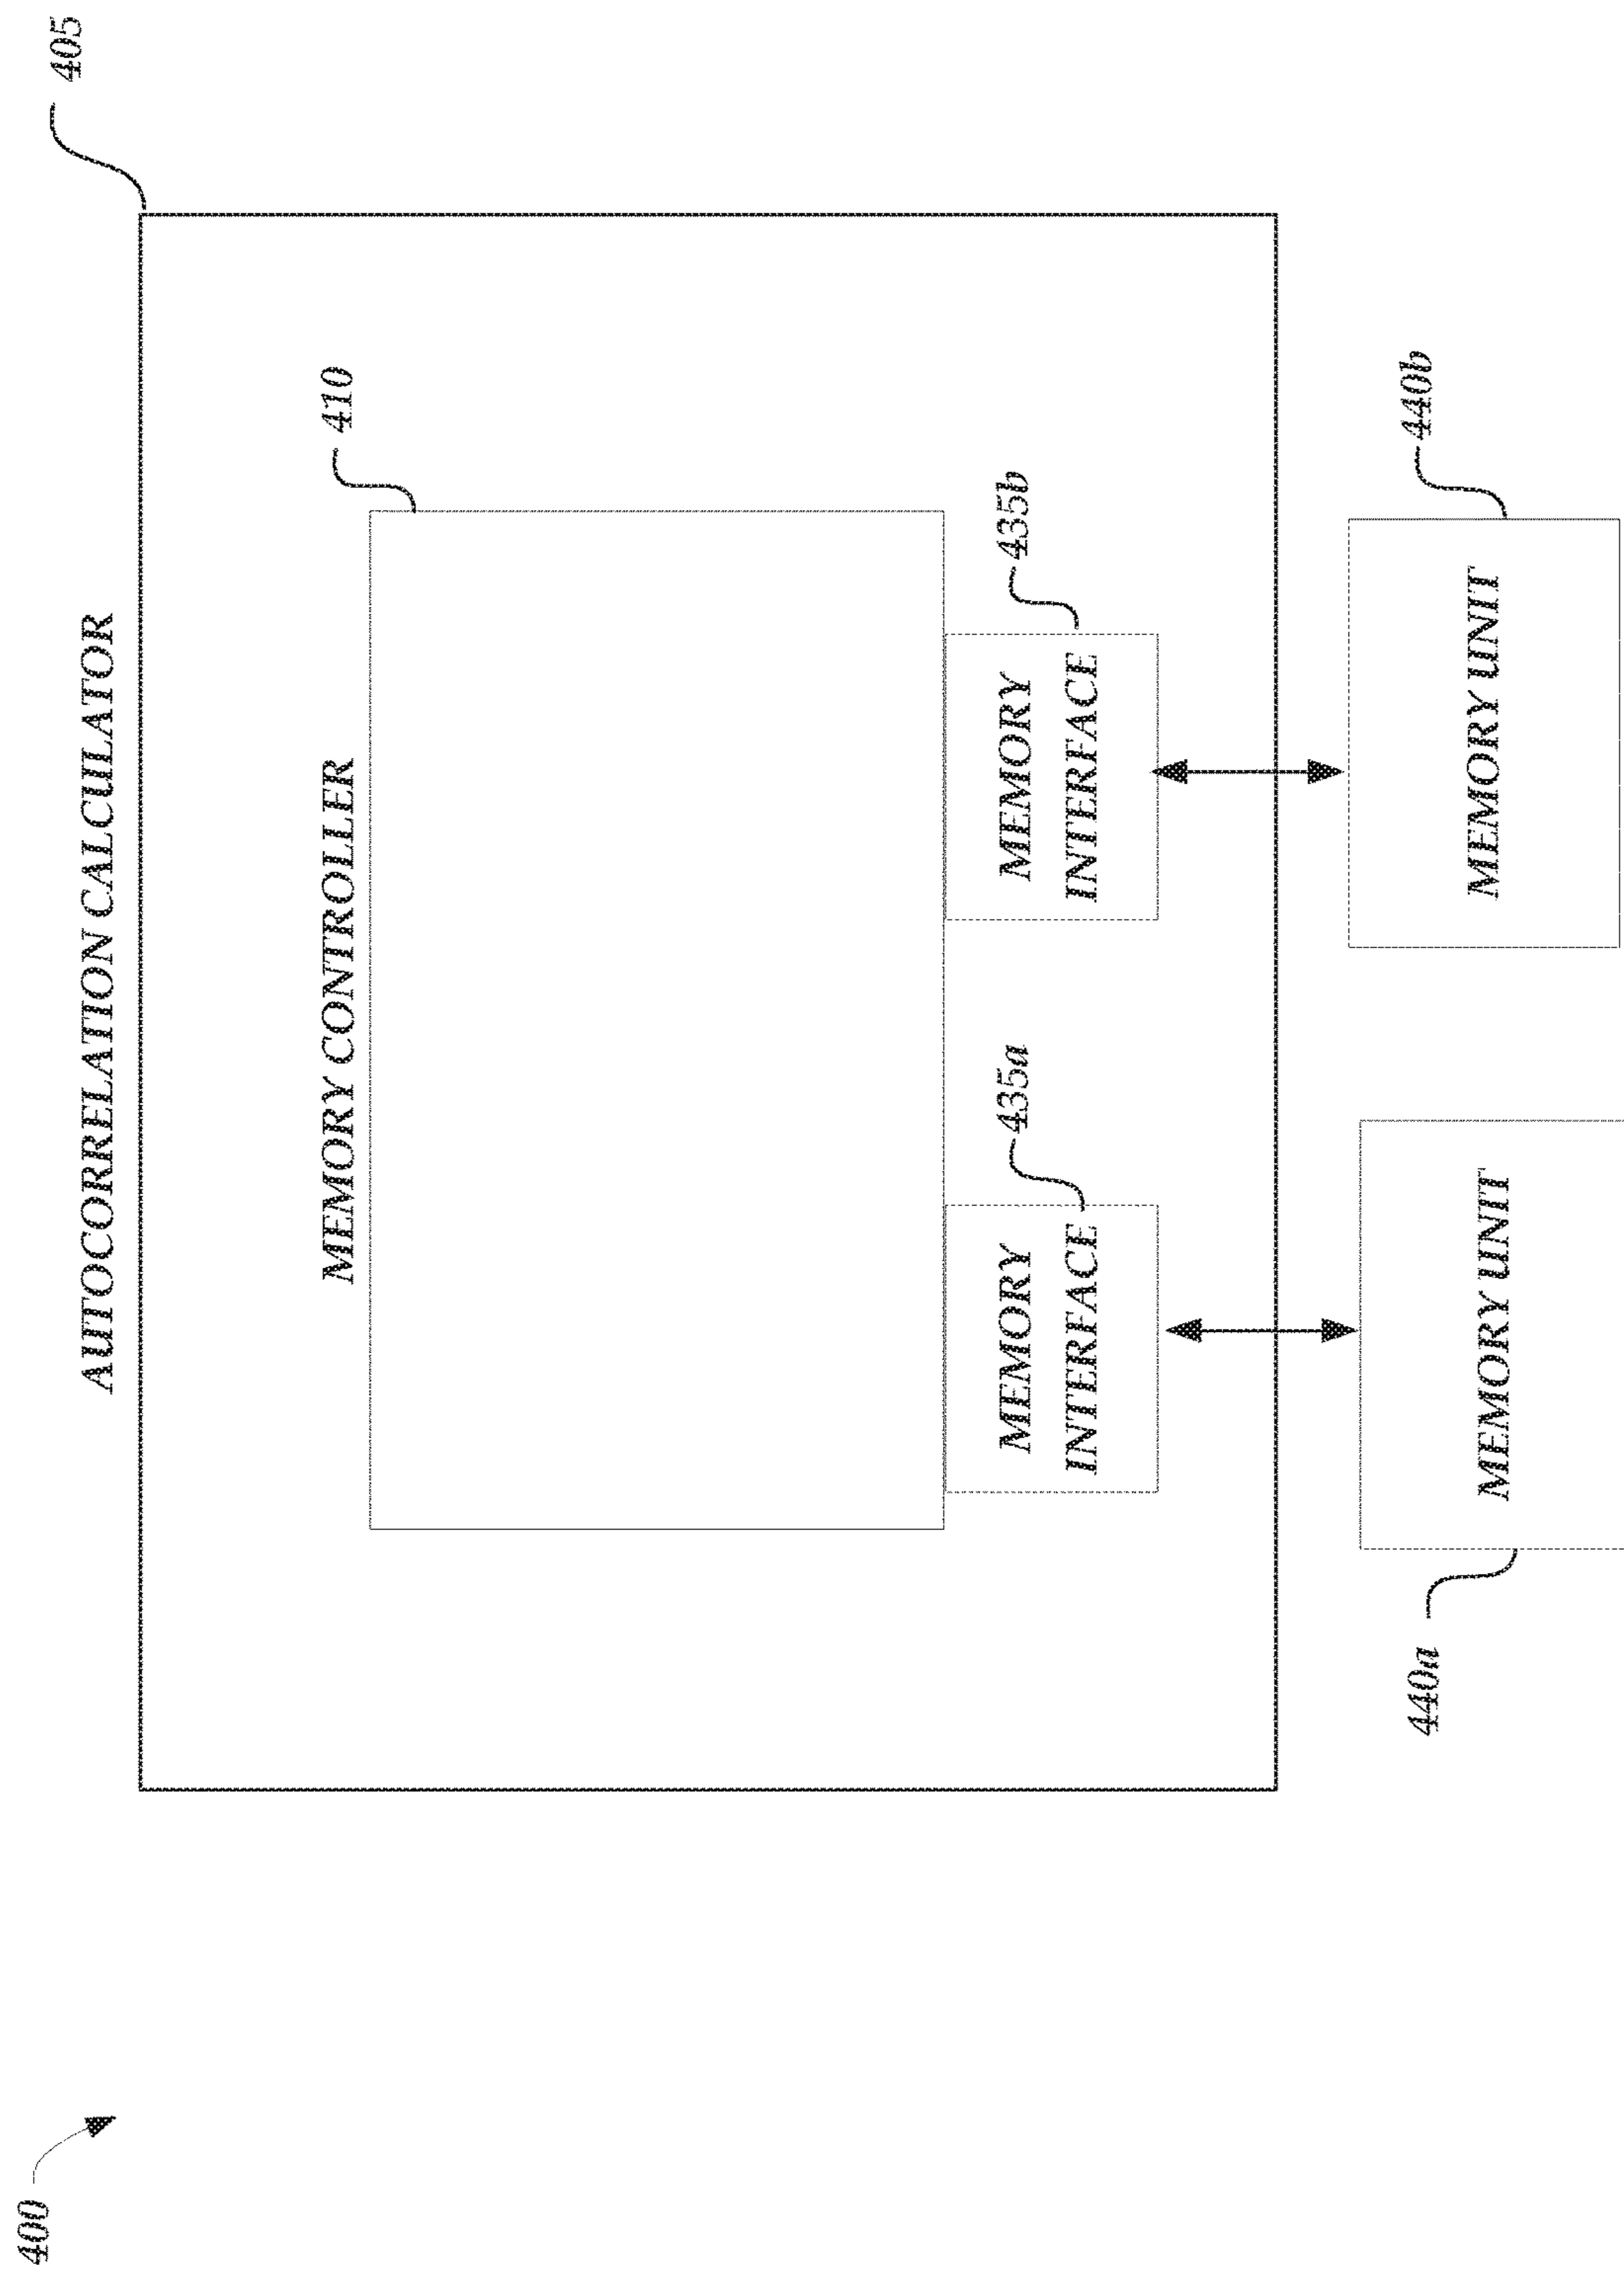 400
AUTOCORRELATION CALCULATOR
405
MEMORY CONTROLLER
410
435a
435b
MEMORY
INTERFACE
MEMORY
INTERFACE
440a
440b
MEMORY UNIT
MEMORY UNIT